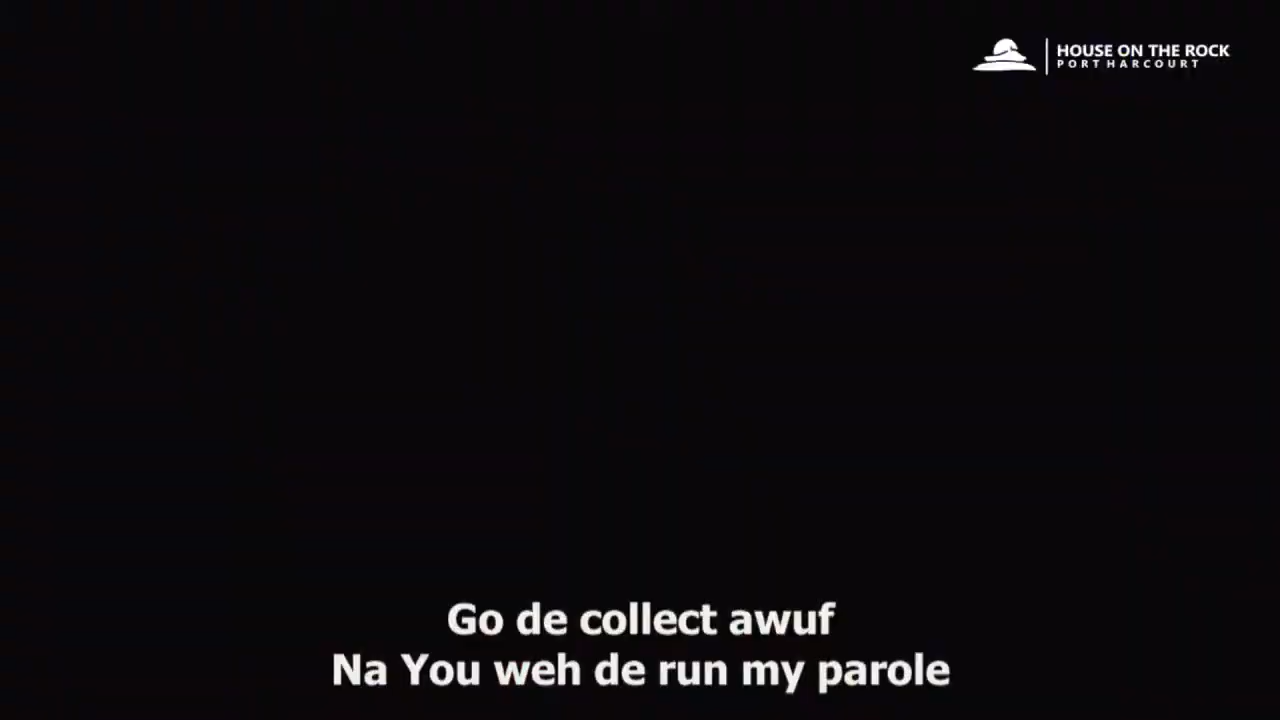 HOUSE ON THE ROCK
PORT HARCOURT
Go de collect awuf
Na You weh de run my parole